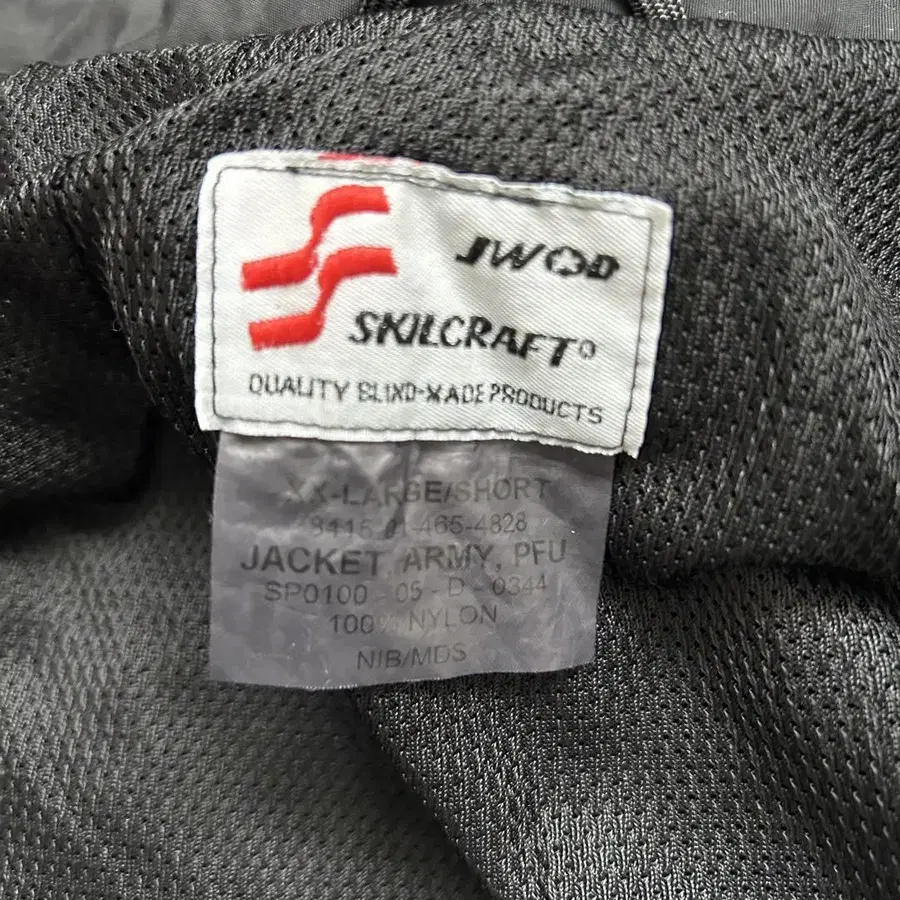 JWOD
SKILCRAFT®
QUALITY BLIND-MADE PRODUCTS
XX-LARGE/SHORT
8415-01-465-4828
JACKET, ARMY, PFU
SP0100 - 05 - D - 0344
100% NYLON
NIB/MDS